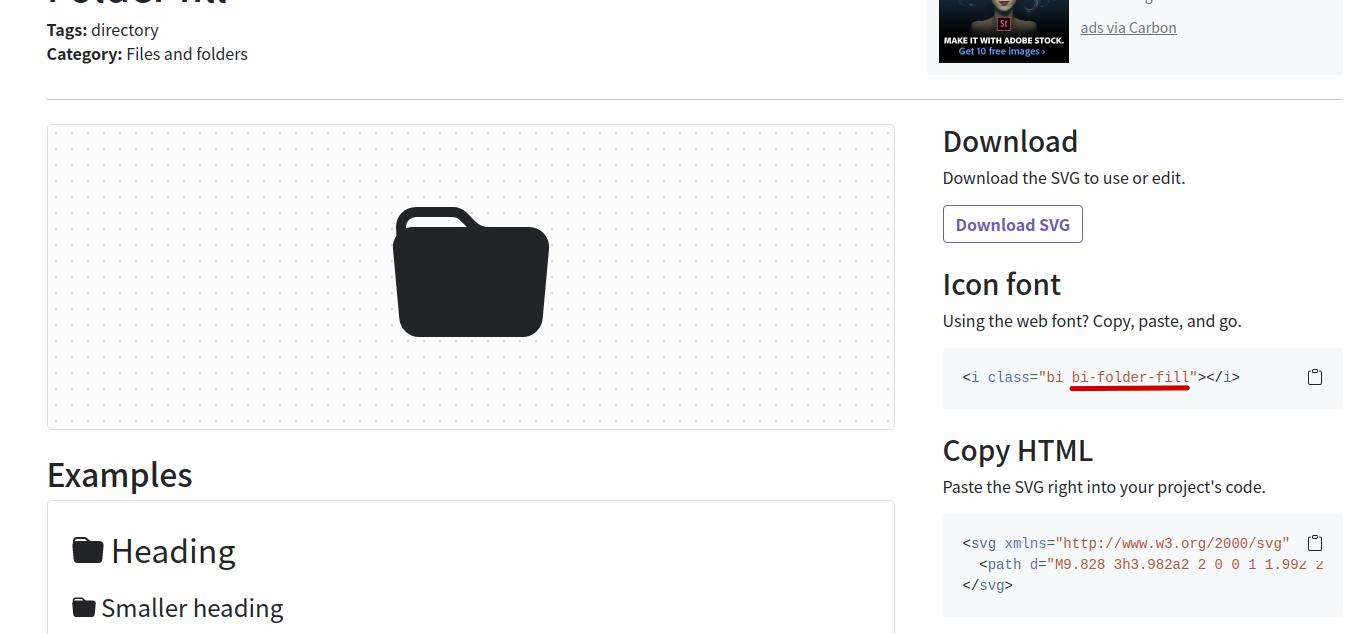 Folder fill
Tags: directory
Category: Files and folders
St
MAKE IT WITH ADOBE STOCK.
Get 10 free images ›
ads via Carbon
Download
Download the SVG to use or edit.
Download SVG
Icon font
Using the web font? Copy, paste, and go.
<i class="bi bi-folder-fill"></i>
Copy HTML
Paste the SVG right into your project's code.
<svg xmlns="http://www.w3.org/2000/svg"
<path d="M9.828 3h3.982a2 2 0 0 1 1.992 2
</svg>
Examples
Heading
Smaller heading